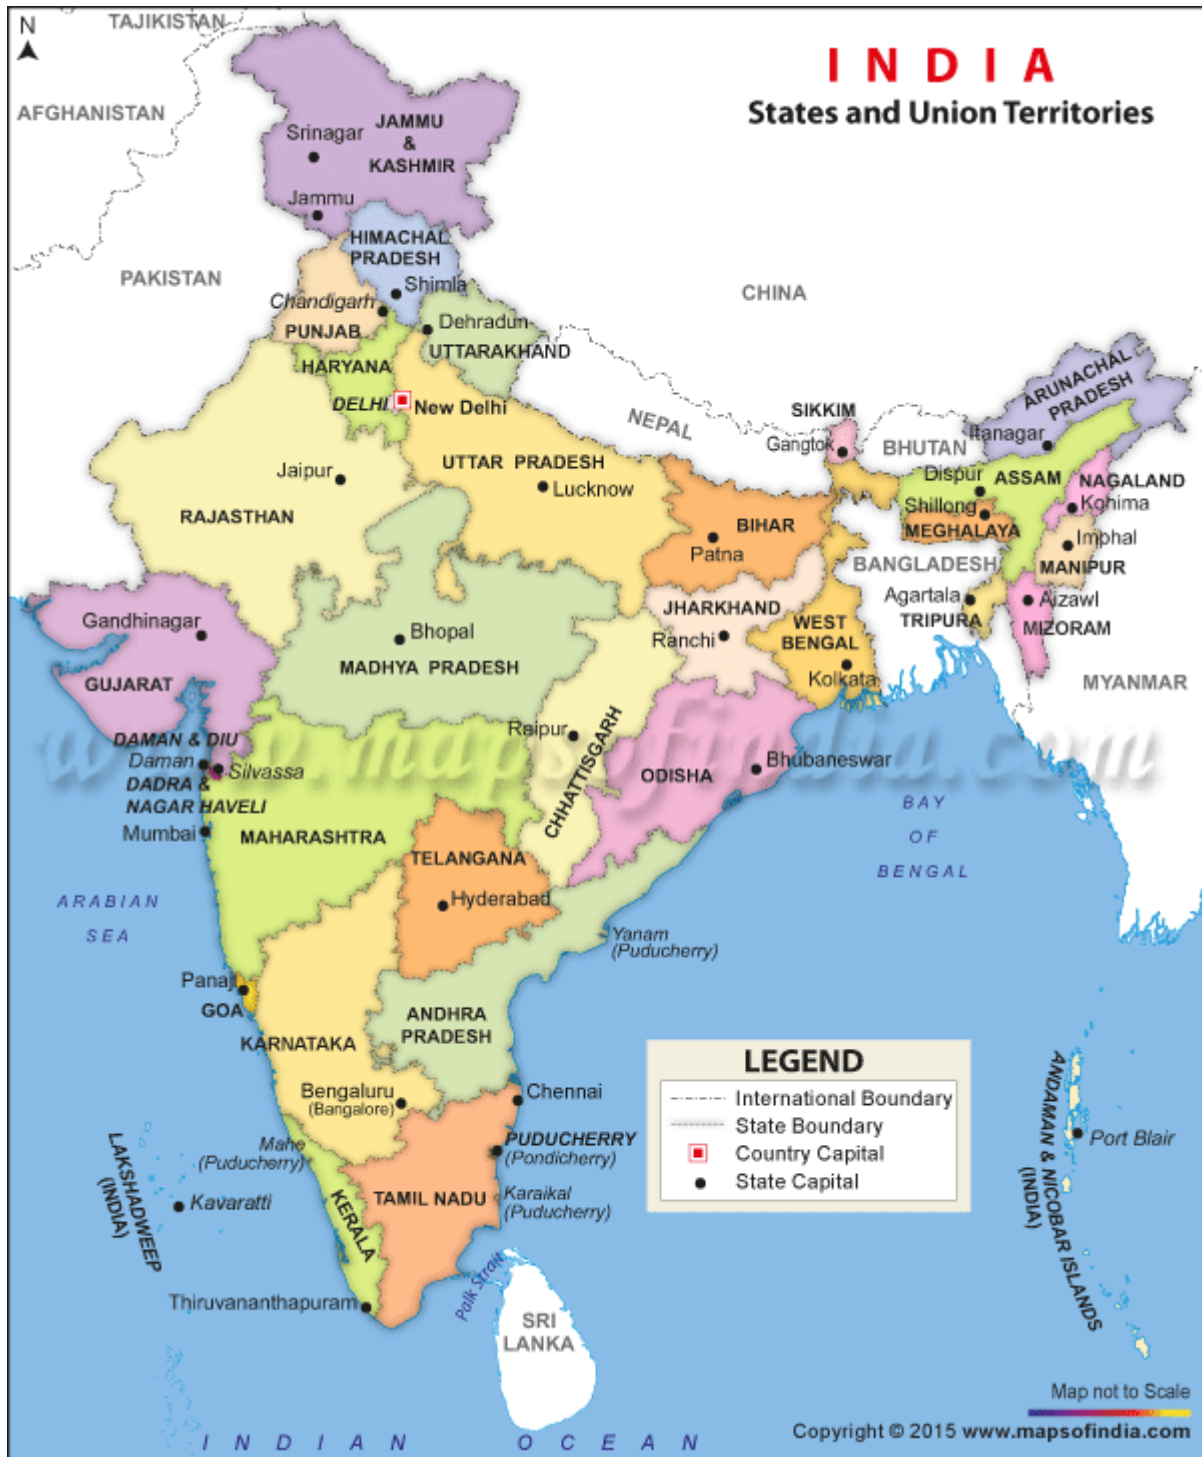 N
TAJIKISTAN
INDIA
States and Union Territories
AFGHANISTAN
JAMMU
&
KASHMIR
Srinagar
Jammu
HIMACHAL
PRADESH
PAKISTAN
Shimla
CHINA
Chandigarh
PUNJAB
Dehradun
UTTARAKHAND
HARYANA
ARUNACHAL
PRADESH
DELHI
New Delhi
SIKKIM
NEPAL
Gangtok
BHUTAN
Itanagar
Jaipur
UTTAR PRADESH
Lucknow
Dispur
ASSAM
NAGALAND
RAJASTHAN
BIHAR
Shillong
Kohima
MEGHALAYA
Patna
Imphal
BANGLADESH
MANIPUR
Gandhinagar
Bhopal
JHARKHAND
Agartala
Aizawl
Ranchi
WEST
BENGAL
TRIPURA
MIZORAM
MADHYA PRADESH
GUJARAT
Kolkata
MYANMAR
Raipur
www.mapsofindia.com
DAMAN & DIU
Daman
Silvassa
CHHATTISGARH
ODISHA
Bhubaneswar
DADRA &
NAGAR HAVELI
Mumbai
MAHARASHTRA
BAY
OF
BENGAL
TELANGANA
Hyderabad
ARABIAN
SEA
Yanam
(Puducherry)
Panaji
GOA
ANDHRA
PRADESH
KARNATAKA
Bengaluru
(Bangalore)
Chennai
LEGEND
International Boundary
State Boundary
Country Capital
State Capital
Mahe
(Puducherry)
PUDUCHERRY
(Pondicherry)
LAKSHADWEEP
(INDIA)
Kavaratti
KERALA
TAMIL NADU
Karaikal
(Puducherry)
ANDAMAN & NICOBAR ISLANDS
(INDIA)
Port Blair
Thiruvananthapuram
Palk Strait
SRI
LANKA
Map not to Scale
Copyright © 2015 www.mapsofindia.com
INDIAN OCEAN